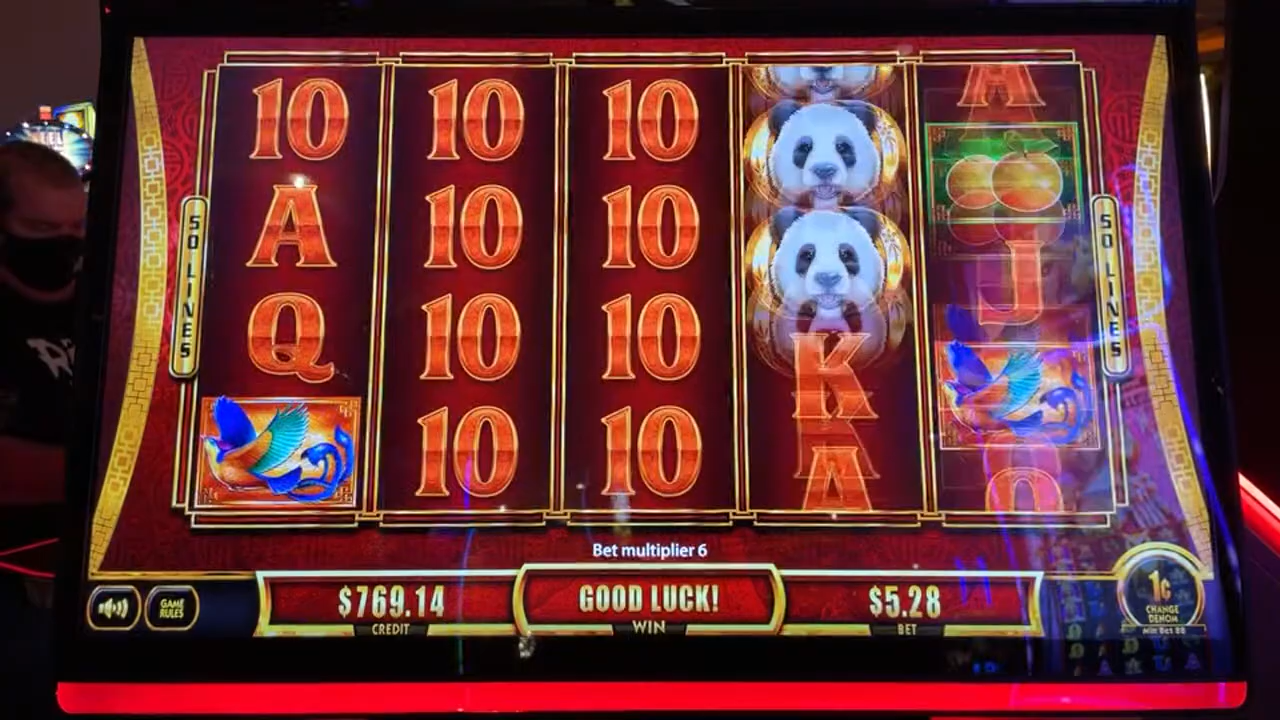 10 10 10 A
A 10 10
Q 10 10 J
10 10 K
A
50 LINES
50 LINES
Bet multiplier 6
GAME RULES
$769.14
CREDIT
GOOD LUCK!
WIN
$5.28
BET
1¢
CHANGE
DENOM
Min Bet 88